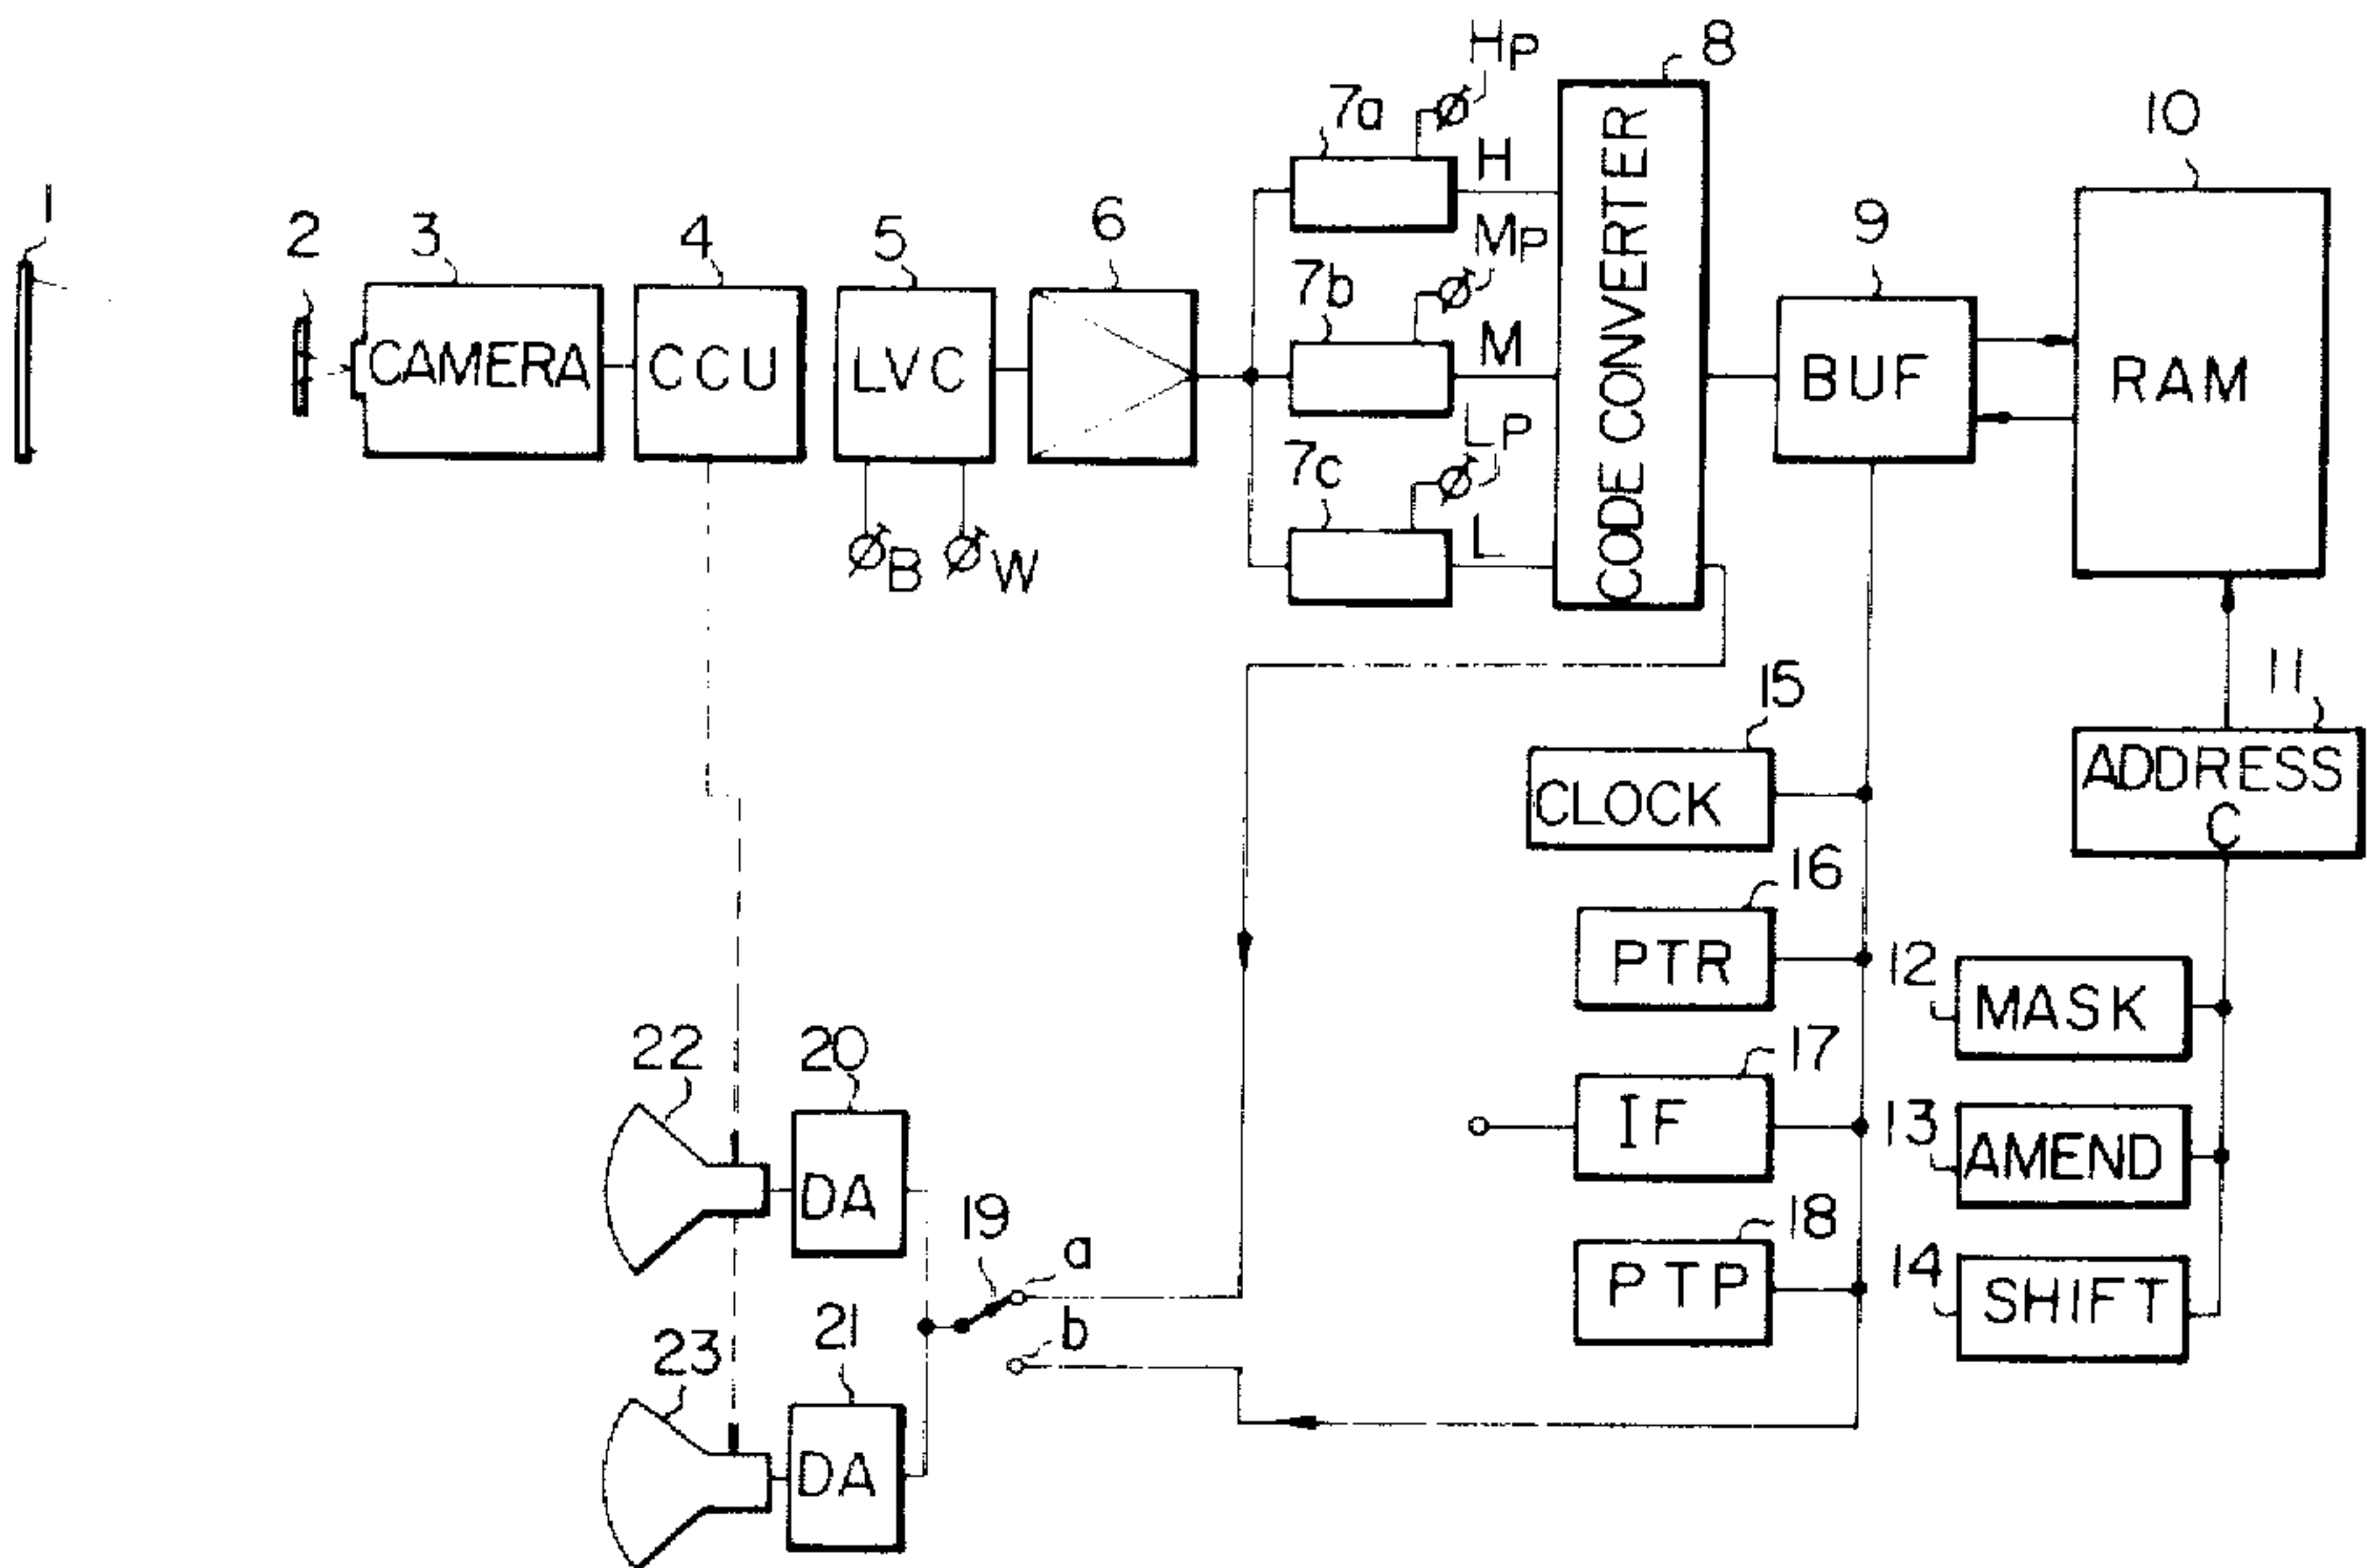 1
2
3
CAMERA
4
CCU
5
LVC
B
W
6
7a
HP
H
7b
MP
M
7c
LP
L
8
CODE CONVERTER
9
BUF
10
RAM
11
ADDRESS
C
12
MASK
13
AMEND
14
SHIFT
15
CLOCK
16
PTR
17
IF
18
PTP
19
a
b
20
DA
21
DA
22
23